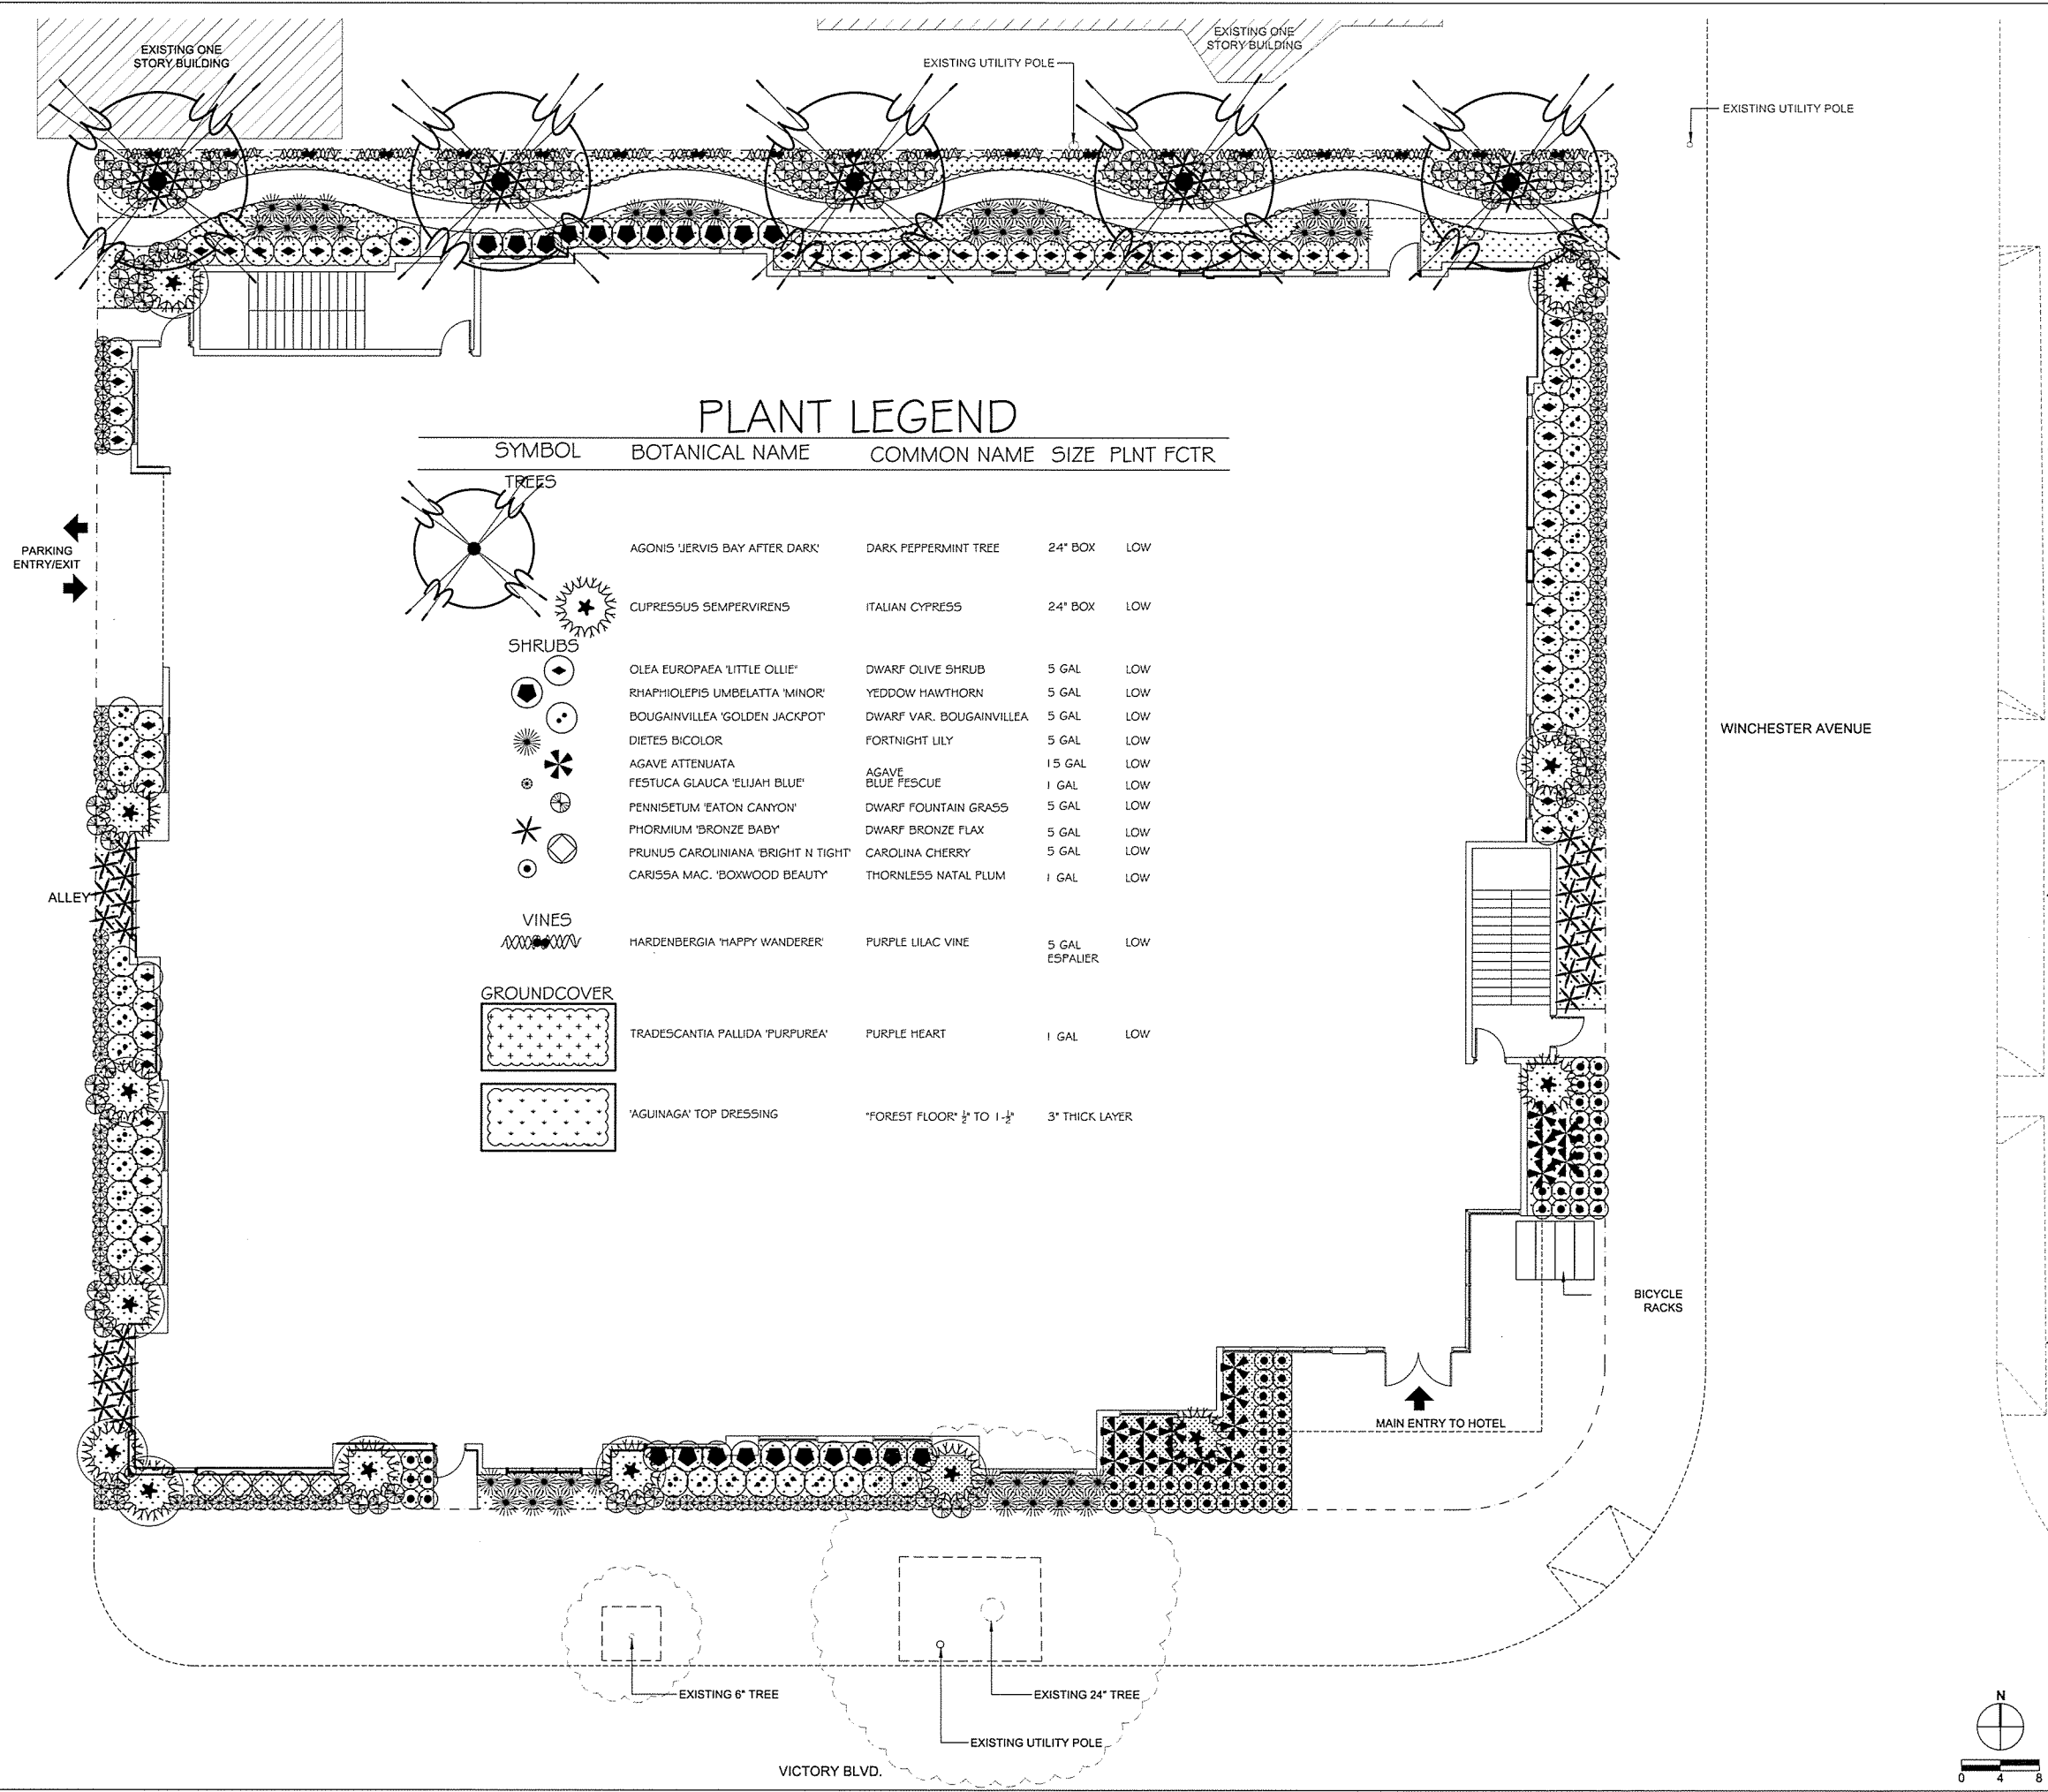 EXISTING ONE
STORY BUILDING
EXISTING ONE
STORY BUILDING
EXISTING UTILITY POLE
EXISTING UTILITY POLE
PLANT LEGEND
SYMBOL BOTANICAL NAME COMMON NAME SIZE PLNT FCTR
TREES
AGONIS 'JERVIS BAY AFTER DARK' DARK PEPPERMINT TREE 24" BOX LOW
CUPRESSUS SEMPERVIRENS ITALIAN CYPRESS 24" BOX LOW
SHRUBS
OLEA EUROPAEA 'LITTLE OLLIE" DWARF OLIVE SHRUB 5 GAL LOW
RHAPHIOLEPIS UMBELATTA 'MINOR' YEDDOW HAWTHORN 5 GAL LOW
BOUGAINVILLEA 'GOLDEN JACKPOT' DWARF VAR. BOUGAINVILLEA 5 GAL LOW
DIETES BICOLOR FORTNIGHT LILY 5 GAL LOW
AGAVE ATTENUATA AGAVE 15 GAL LOW
FESTUCA GLAUCA 'ELIJAH BLUE' BLUE FESCUE 1 GAL LOW
PENNISETUM 'EATON CANYON' DWARF FOUNTAIN GRASS 5 GAL LOW
PHORMIUM 'BRONZE BABY' DWARF BRONZE FLAX 5 GAL LOW
PRUNUS CAROLINIANA 'BRIGHT N TIGHT' CAROLINA CHERRY 5 GAL LOW
CARISSA MAC. 'BOXWOOD BEAUTY' THORNLESS NATAL PLUM 1 GAL LOW
VINES
HARDENBERGIA 'HAPPY WANDERER' PURPLE LILAC VINE 5 GAL LOW
ESPALIER
GROUNDCOVER
TRADESCANTIA PALLIDA 'PURPUREA' PURPLE HEART 1 GAL LOW
'AGUINAGA' TOP DRESSING "FOREST FLOOR" ½" TO 1-½" 3" THICK LAYER
PARKING
ENTRY/EXIT
ALLEY
WINCHESTER AVENUE
BICYCLE
RACKS
MAIN ENTRY TO HOTEL
EXISTING 6" TREE
EXISTING 24" TREE
EXISTING UTILITY POLE
VICTORY BLVD.
N
0 4 8